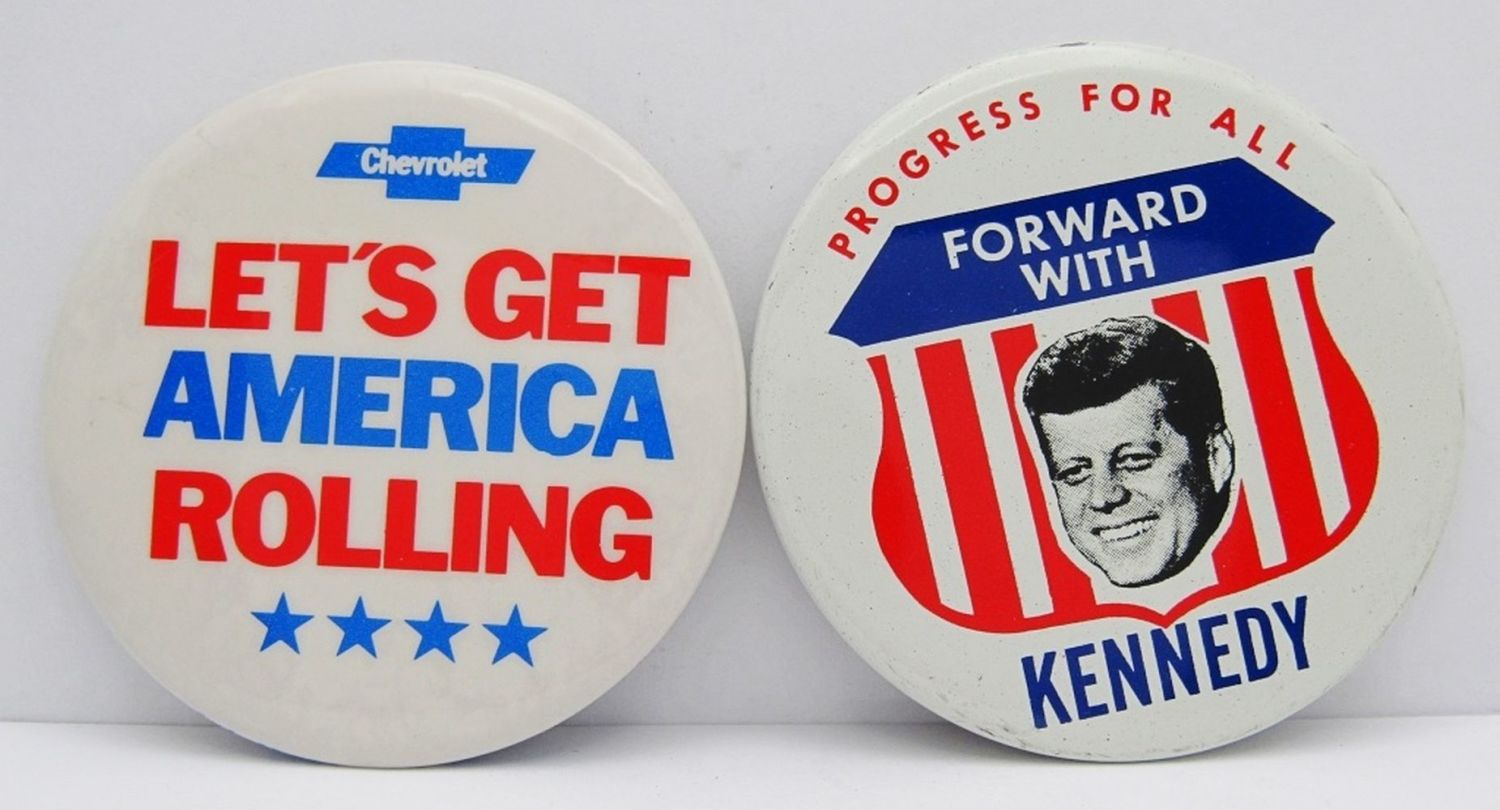 Chevrolet
LET'S GET
AMERICA
ROLLING
PROGRESS FOR ALL
FORWARD
WITH
KENNEDY